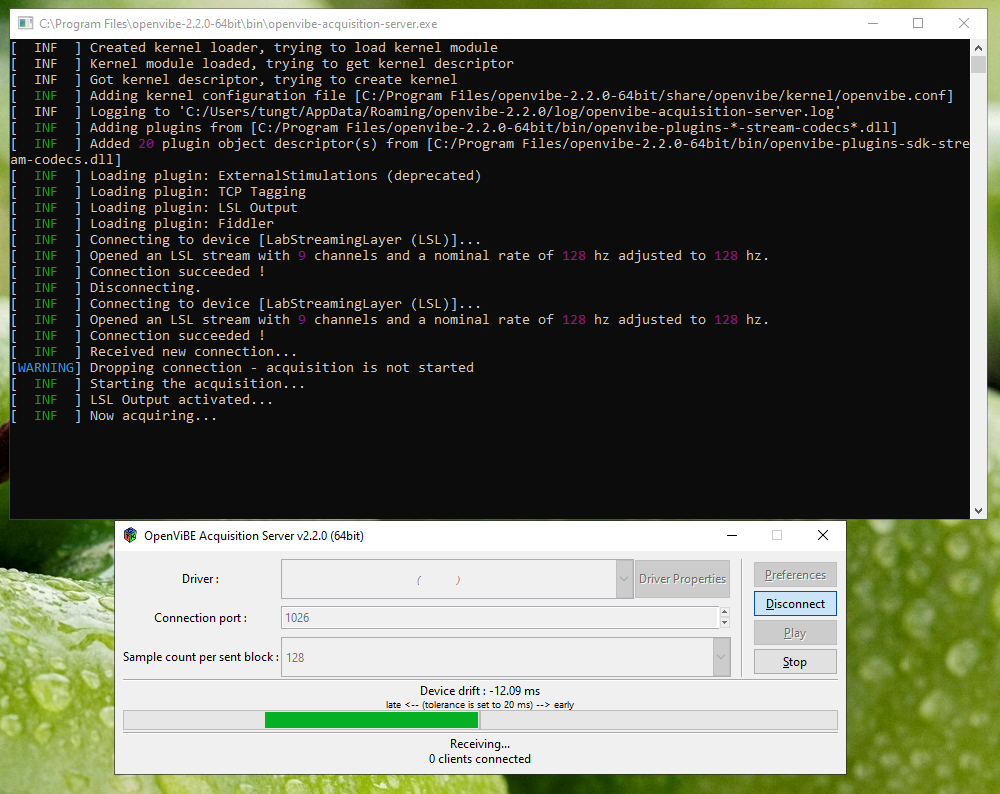 C:\Program Files\openvibe-2.2.0-64bit\bin\openvibe-acquisition-server.exe
[  INF  ] Created kernel loader, trying to load kernel module
[  INF  ] Kernel module loaded, trying to get kernel descriptor
[  INF  ] Got kernel descriptor, trying to create kernel
[  INF  ] Adding kernel configuration file [C:/Program Files/openvibe-2.2.0-64bit/share/openvibe/kernel/openvibe.conf]
[  INF  ] Logging to 'C:/Users/tungt/AppData/Roaming/openvibe-2.2.0/log/openvibe-acquisition-server.log'
[  INF  ] Adding plugins from [C:/Program Files/openvibe-2.2.0-64bit/bin/openvibe-plugins-*-stream-codecs*.dll]
[  INF  ] Added 20 plugin object descriptor(s) from [C:/Program Files/openvibe-2.2.0-64bit/bin/openvibe-plugins-sdk-stre
am-codecs.dll]
[  INF  ] Loading plugin: ExternalStimulations (deprecated)
[  INF  ] Loading plugin: TCP Tagging
[  INF  ] Loading plugin: LSL Output
[  INF  ] Loading plugin: Fiddler
[  INF  ] Connecting to device [LabStreamingLayer (LSL)]...
[  INF  ] Opened an LSL stream with 9 channels and a nominal rate of 128 hz adjusted to 128 hz.
[  INF  ] Connection succeeded !
[  INF  ] Disconnecting.
[  INF  ] Connecting to device [LabStreamingLayer (LSL)]...
[  INF  ] Opened an LSL stream with 9 channels and a nominal rate of 128 hz adjusted to 128 hz.
[  INF  ] Connection succeeded !
[  INF  ] Received new connection...
[WARNING] Dropping connection - acquisition is not started
[  INF  ] Starting the acquisition...
[  INF  ] LSL Output activated...
[  INF  ] Now acquiring...
OpenViBE Acquisition Server v2.2.0 (64bit)
Driver :
( )
Driver Properties
Preferences
Connection port :
1026
Disconnect
Play
Sample count per sent block :
128
Stop
Device drift : -12.09 ms
late <-- (tolerance is set to 20 ms) --> early
Receiving...
0 clients connected